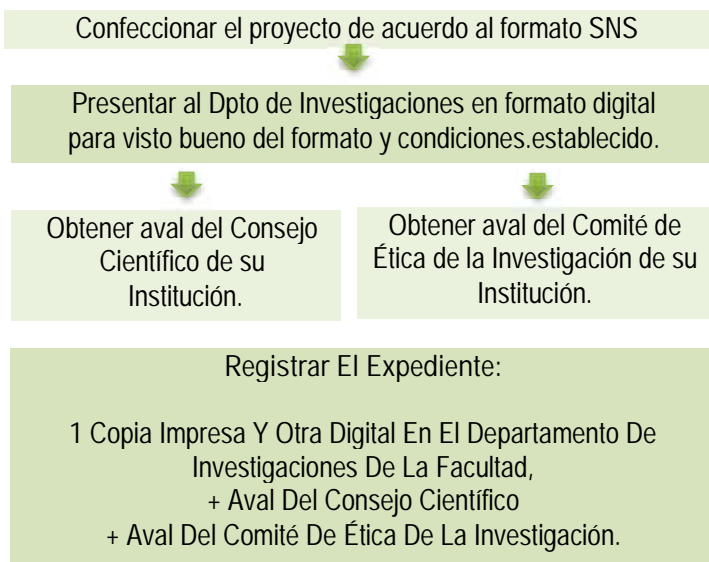 Confeccionar el proyecto de acuerdo al formato SNS
Presentar al Dpto de Investigaciones en formato digital
para visto bueno del formato y condiciones.establecido.
Obtener aval del Consejo
Científico de su
Institución.
Obtener aval del Comité de
Ética de la Investigación de su
Institución.
Registrar El Expediente:
1 Copia Impresa Y Otra Digital En El Departamento De
Investigaciones De La Facultad,
+ Aval Del Consejo Científico
+ Aval Del Comité De Ética De La Investigación.